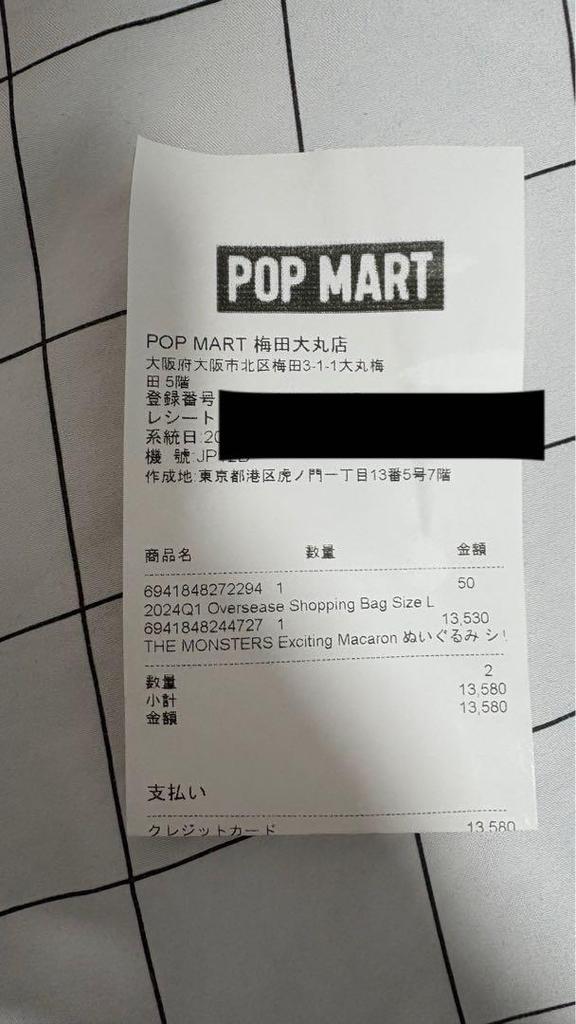 POP MART
POP MART 梅田大丸店
大阪府大阪市北区梅田3-1-1大丸梅
田 5階
登録番号
レシート
系統日:20
機 號:JP
作成地:東京都港区虎ノ門一丁目13番5号7階
商品名 数量 金額
6941848272294 1 50
2024Q1 Oversease Shopping Bag Size L
6941848244727 1 13,530
THE MONSTERS Exciting Macaron ぬいぐるみ シ
数量 2
小計 13,580
金額 13,580
支払い
クレジットカード 13,580